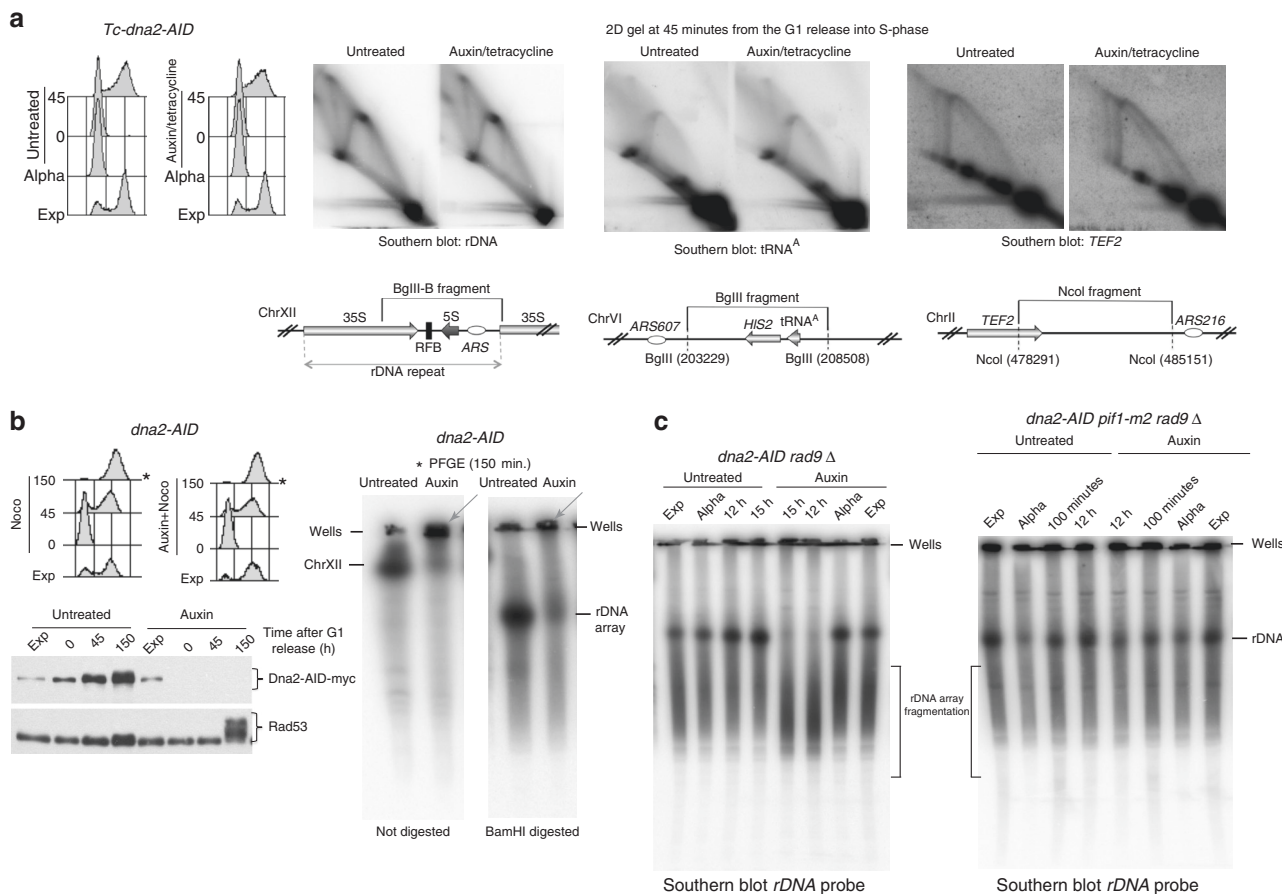 a
Tc-dna2-AID
45
0
Alpha
Exp
Untreated
Auxin/tetracycline
2D gel at 45 minutes from the G1 release into S-phase
Untreated Auxin/tetracycline
Untreated Auxin/tetracycline
Untreated Auxin/tetracycline
Southern blot: rDNA
Southern blot: tRNA^A
Southern blot: TEF2
ChrXII
BglII-B fragment
35S
5S
35S
RFB
ARS
rDNA repeat
ChrVI
BglII fragment
ARS607
HIS2
tRNA^A
BglII (203229)
BglII (208508)
ChrII
NcoI fragment
TEF2
ARS216
NcoI (478291)
NcoI (485151)
b
dna2-AID
150
*
45
0
Exp
Noco
150
*
45
0
Exp
Auxin+Noco
Untreated Auxin
Exp 0 45 150 Exp 0 45 150
Time after G1
release (h)
Dna2-AID-myc
Rad53
dna2-AID
* PFGE (150 min.)
Untreated Auxin
Untreated Auxin
Wells
ChrXII
Wells
rDNA
array
Not digested
BamHI digested
c
dna2-AID rad9 Δ
Untreated Auxin
Exp Alpha 12 h 15 h 15 h 12 h Alpha Exp
Wells
rDNA array
fragmentation
Southern blot rDNA probe
dna2-AID pif1-m2 rad9 Δ
Untreated Auxin
Exp Alpha 100 minutes 12 h 12 h 100 minutes Alpha Exp
Wells
rDNA
Southern blot rDNA probe